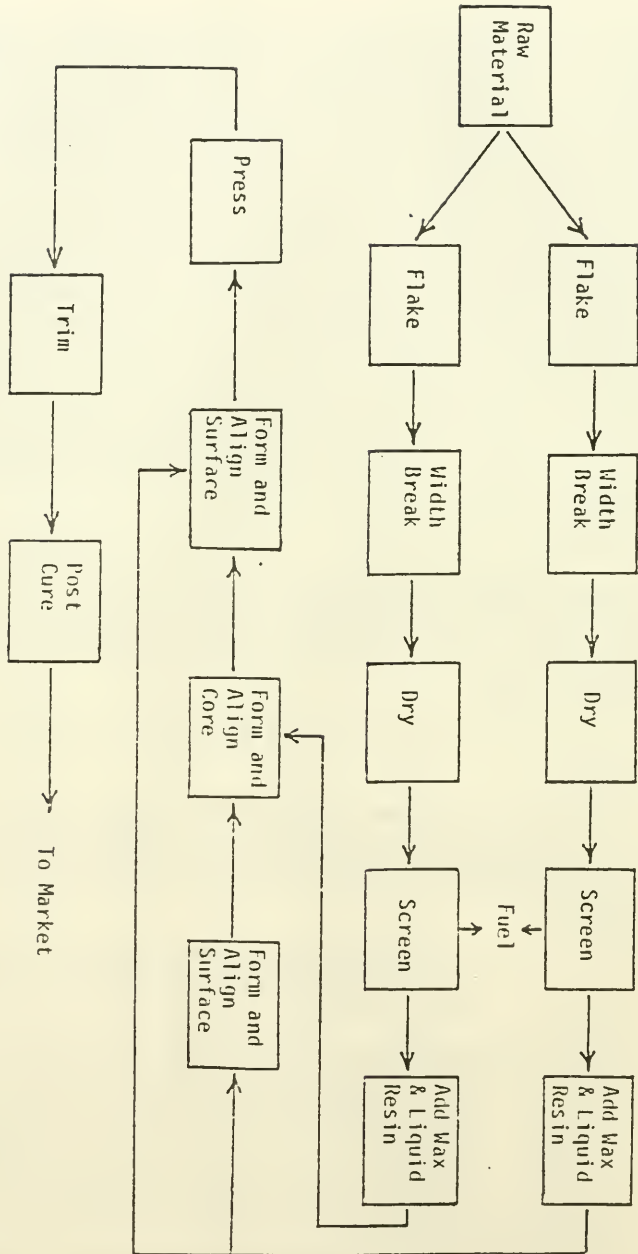 Raw
Material
Flake
Width
Break
Dry
Screen
Add Wax
& Liquid
Resin
Fuel
Flake
Width
Break
Dry
Screen
Add Wax
& Liquid
Resin
Press
Form and
Align
Surface
Form and
Align
Core
Form and
Align
Surface
Trim
Post
Cure
To Market